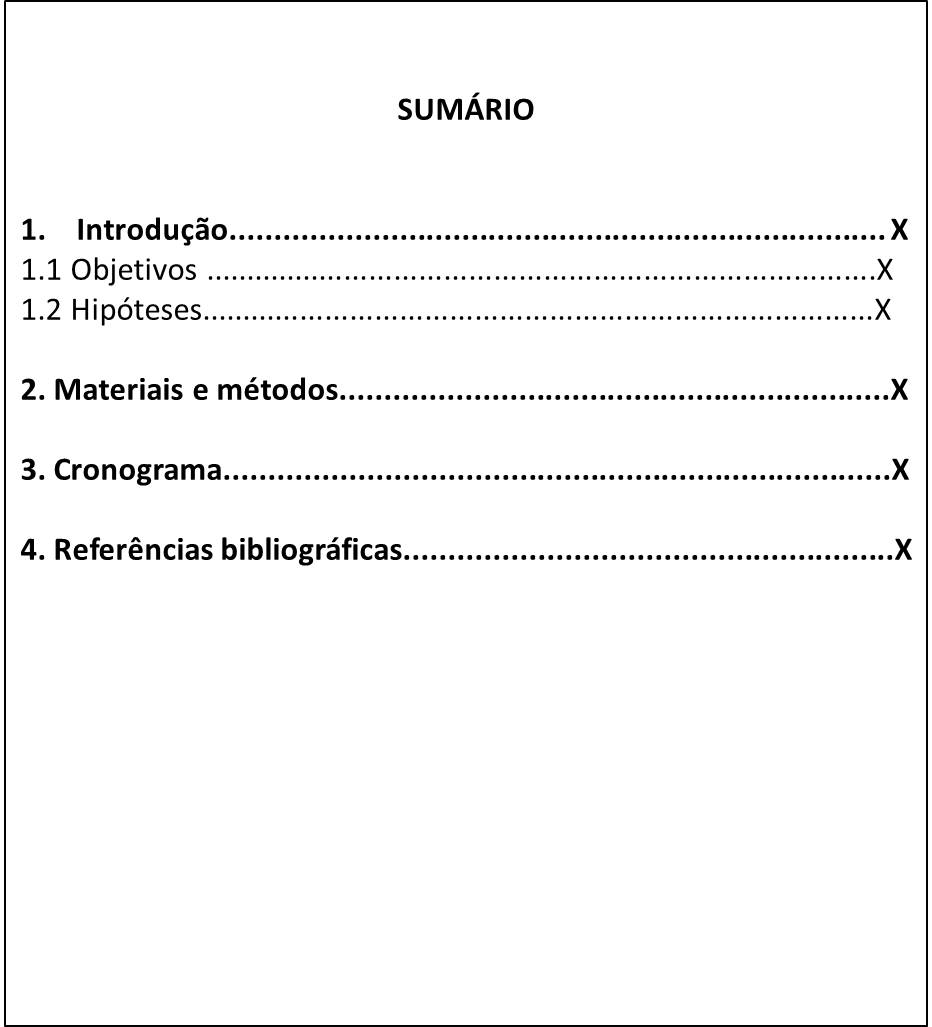 SUMÁRIO
1. Introdução.......................................................................... X
1.1 Objetivos ...........................................................................X
1.2 Hipóteses...........................................................................X
2. Materiais e métodos.............................................................X
3. Cronograma..........................................................................X
4. Referências bibliográficas......................................................X